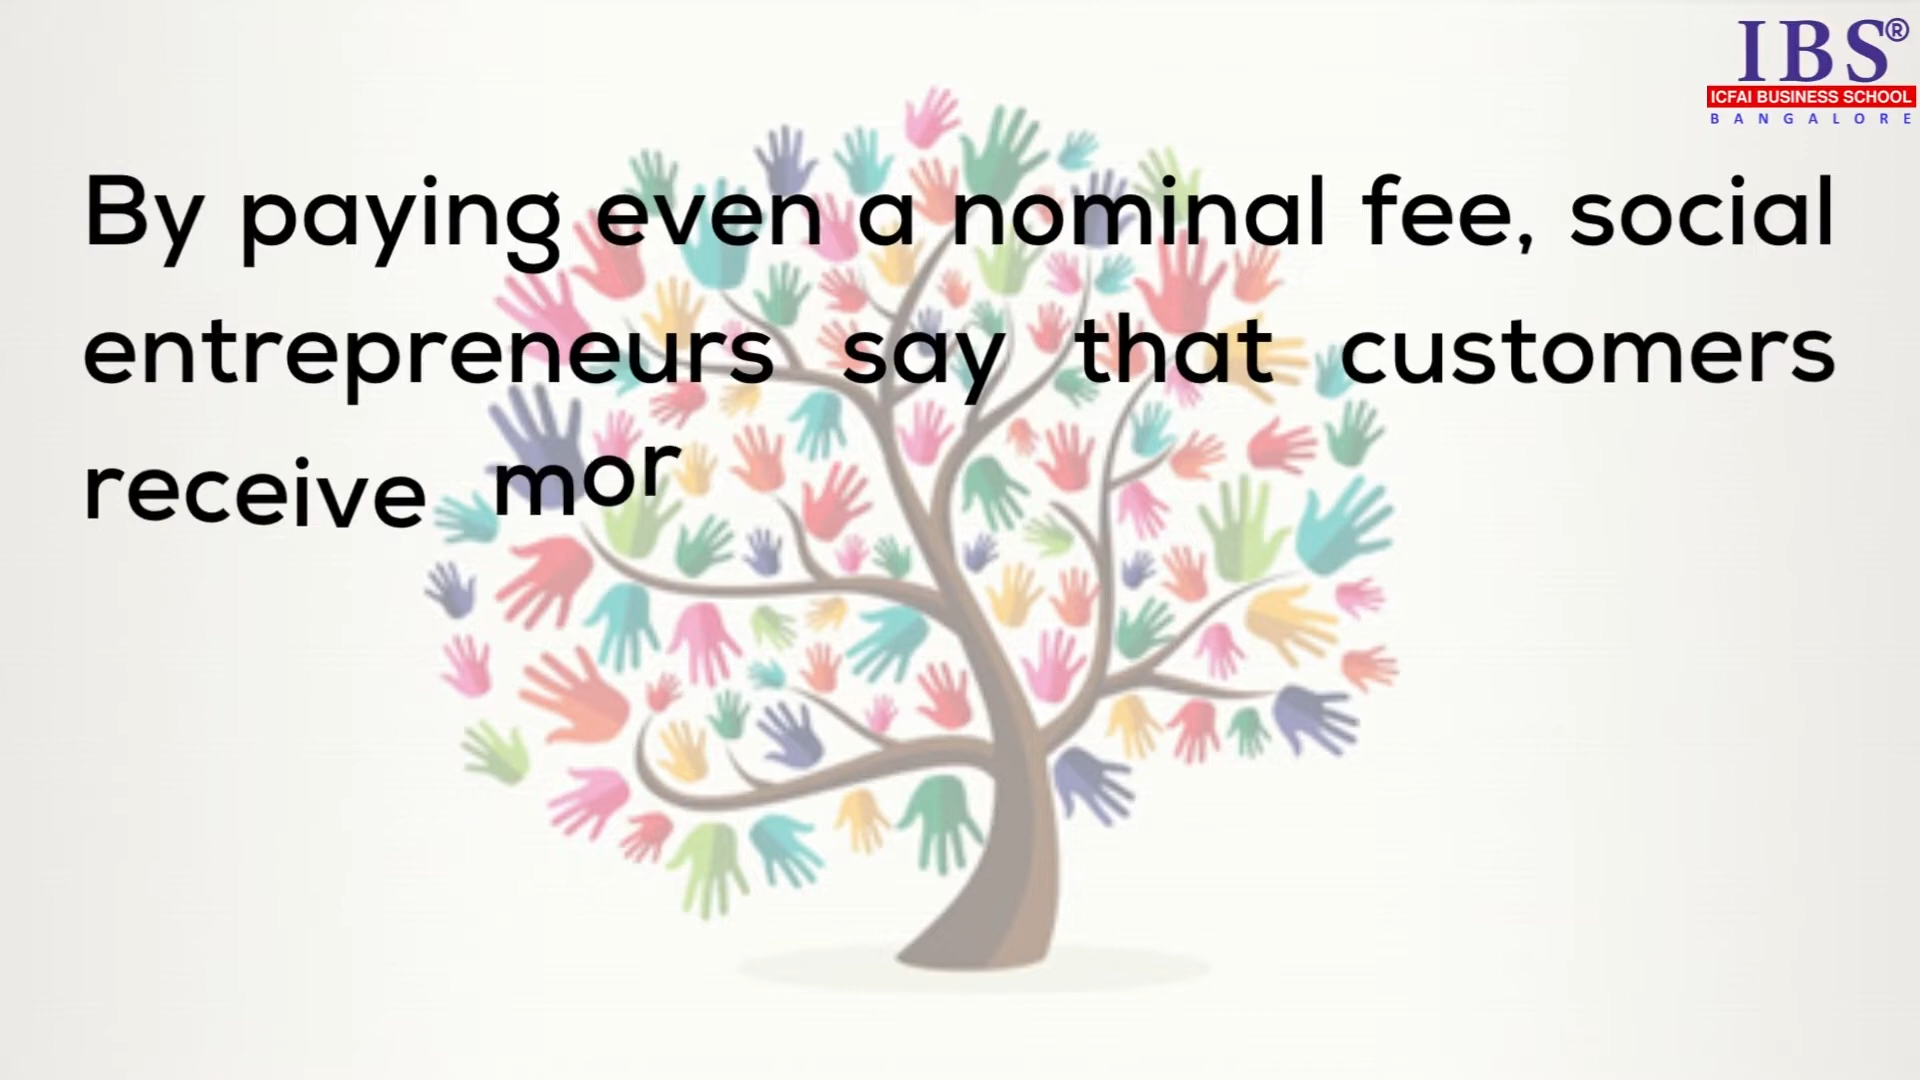 IBS®
ICFAI BUSINESS SCHOOL
BANGALORE
By paying even a nominal fee, social
entrepreneurs say that customers
receive mor